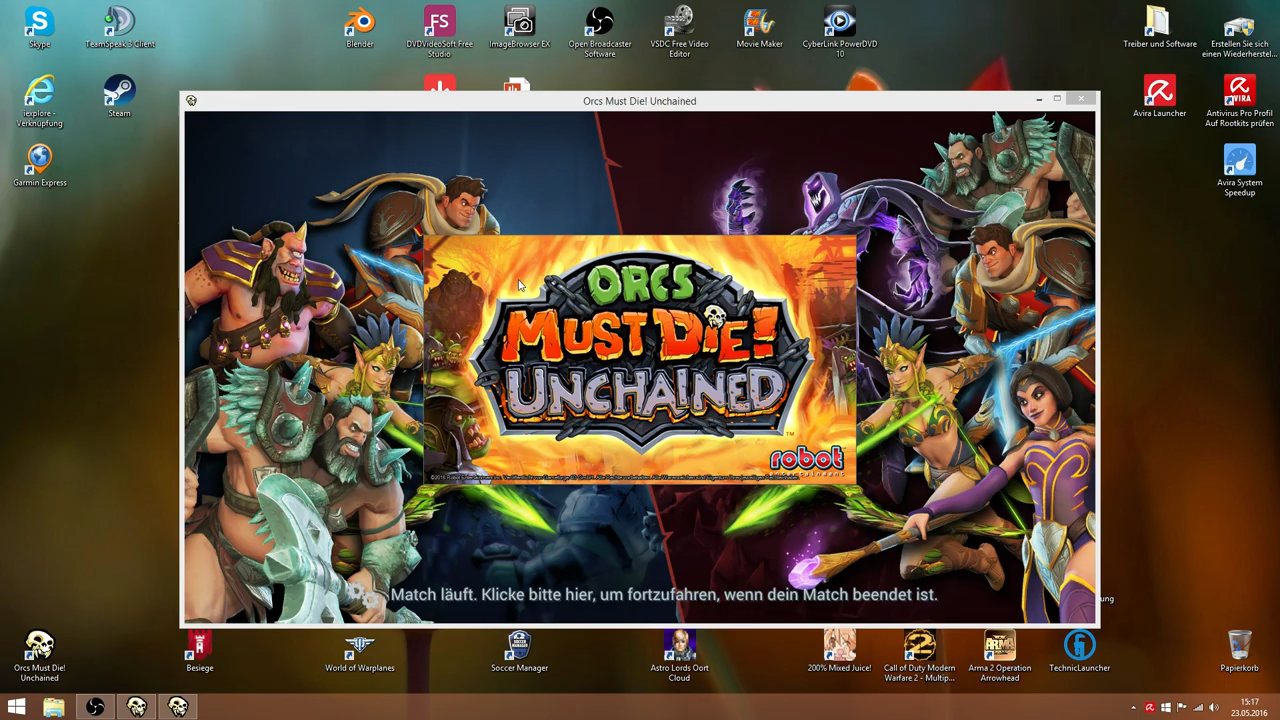 Skype
TeamSpeak 3 Client
Blender
DVDVideoSoft Free
Studio
ImageBrowser EX
Open Broadcaster
Software
VSDC Free Video
Editor
Movie Maker
CyberLink PowerDVD
10
Treiber und Software
Erstellen Sie sich
einen Wiederherstel...
iexplore -
Verknüpfung
Steam
Avira Launcher
Antivirus Pro Profil
Auf Rootkits prüfen
Garmin Express
Avira System
Speedup
Orcs Must Die! Unchained
ORCS
MUST DIE!
UNCHAINED
TM
robot
entertainment
Match läuft. Klicke bitte hier, um fortzufahren, wenn dein Match beendet ist.
ung
Orcs Must Die!
Unchained
Besiege
World of Warplanes
Soccer Manager
Astro Lords Oort
Cloud
200% Mixed Juice!
Call of Duty Modern
Warfare 2 - Multip...
Arma 2 Operation
Arrowhead
TechnicLauncher
Papierkorb
15:17
23.05.2016